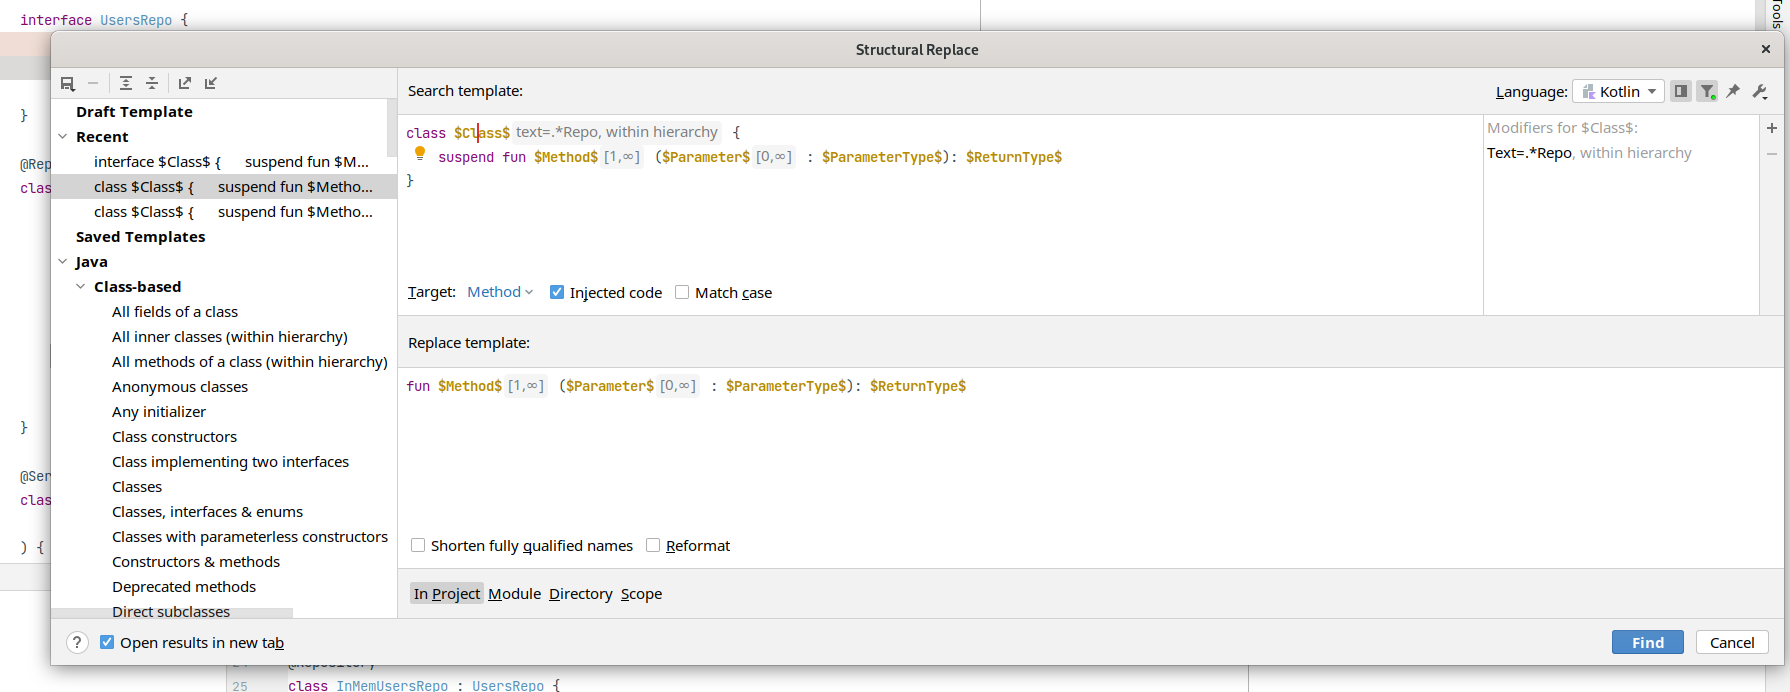 interface UsersRepo {
Tools
Structural Replace
Search template:
Language: Kotlin
Draft Template
Recent
interface $Class$ { suspend fun $M...
class $Class$ { suspend fun $Metho...
class $Class$ { suspend fun $Metho...
Saved Templates
Java
Class-based
All fields of a class
All inner classes (within hierarchy)
All methods of a class (within hierarchy)
Anonymous classes
Any initializer
Class constructors
Class implementing two interfaces
Classes
Classes, interfaces & enums
Classes with parameterless constructors
Constructors & methods
Deprecated methods
Direct subclasses
class $Class$ text=.*Repo, within hierarchy {
suspend fun $Method$ [1,∞] ($Parameter$ [0,∞] : $ParameterType$): $ReturnType$
}
Modifiers for $Class$:
Text=.*Repo, within hierarchy
Target: Method Injected code Match case
Replace template:
fun $Method$ [1,∞] ($Parameter$ [0,∞] : $ParameterType$): $ReturnType$
Shorten fully qualified names Reformat
In Project Module Directory Scope
? Open results in new tab
Find Cancel
}
@Rep
clas
}
@Ser
clas
) {
25 class InMemUsersRepo : UsersRepo {